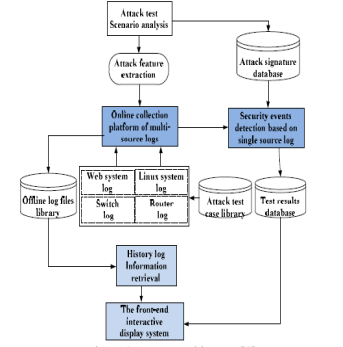 Attack test
Scenario analysis
Attack feature
extraction
Attack signature
database
Online collection
platform of multi-
source logs
Security events
detection based on
single source log
Web system
log
Linux system
log
Switch
log
Router
log
Offline log files
library
Attack test
case library
Test results
database
History log
Information
retrieval
The front-end
interactive
display system